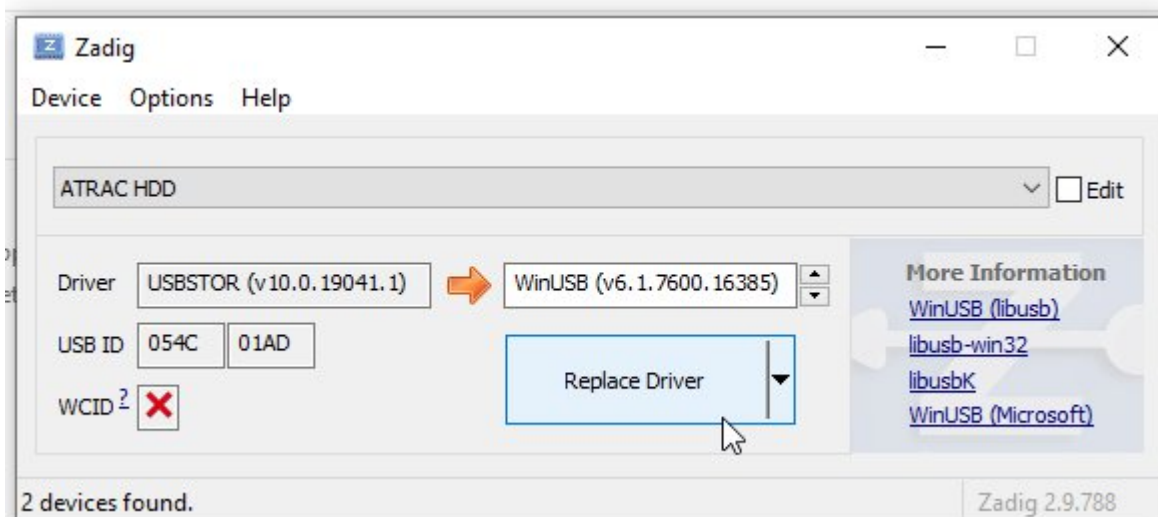 Zadig
Device Options Help
ATRAC HDD
Edit
Driver USBSTOR (v10.0.19041.1) WinUSB (v6.1.7600.16385)
USB ID 054C 01AD
WCID ?
Replace Driver
More Information
WinUSB (libusb)
libusb-win32
libusbK
WinUSB (Microsoft)
2 devices found.
Zadig 2.9.788